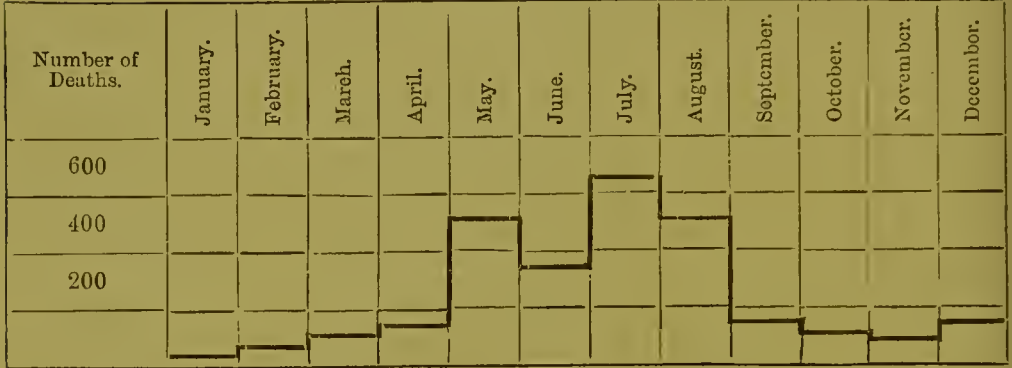 Number of
Deaths.
January.
February.
March.
April.
May.
June.
July.
August.
September.
October.
November.
December.
600
400
200